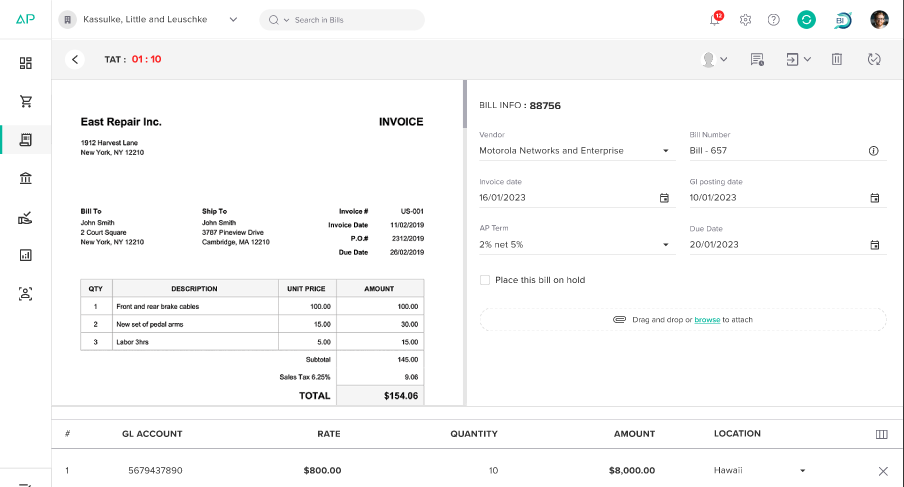 AP
Kassulke, Little and Leuschke
Search in Bills
12
BI
TAT : 01 : 10
East Repair Inc.
INVOICE
1912 Harvest Lane
New York, NY 12210
Bill To
John Smith
2 Court Square
New York, NY 12210
Ship To
John Smith
3787 Pineview Drive
Cambridge, MA 12210
Invoice # US-001
Invoice Date 11/02/2019
P.O.# 2312/2019
Due Date 26/02/2019
QTY DESCRIPTION UNIT PRICE AMOUNT
1 Front and rear brake cables 100.00 100.00
2 New set of pedal arms 15.00 30.00
3 Labor 3hrs 5.00 15.00
Subtotal 145.00
Sales Tax 6.25% 9.06
TOTAL $154.06
BILL INFO : 88756
Vendor
Motorola Networks and Enterprise
Bill Number
Bill - 657
Invoice date
16/01/2023
Gl posting date
10/01/2023
AP Term
2% net 5%
Due Date
20/01/2023
Place this bill on hold
Drag and drop or browse to attach
# GL ACCOUNT RATE QUANTITY AMOUNT LOCATION
1 5679437890 $800.00 10 $8,000.00 Hawaii